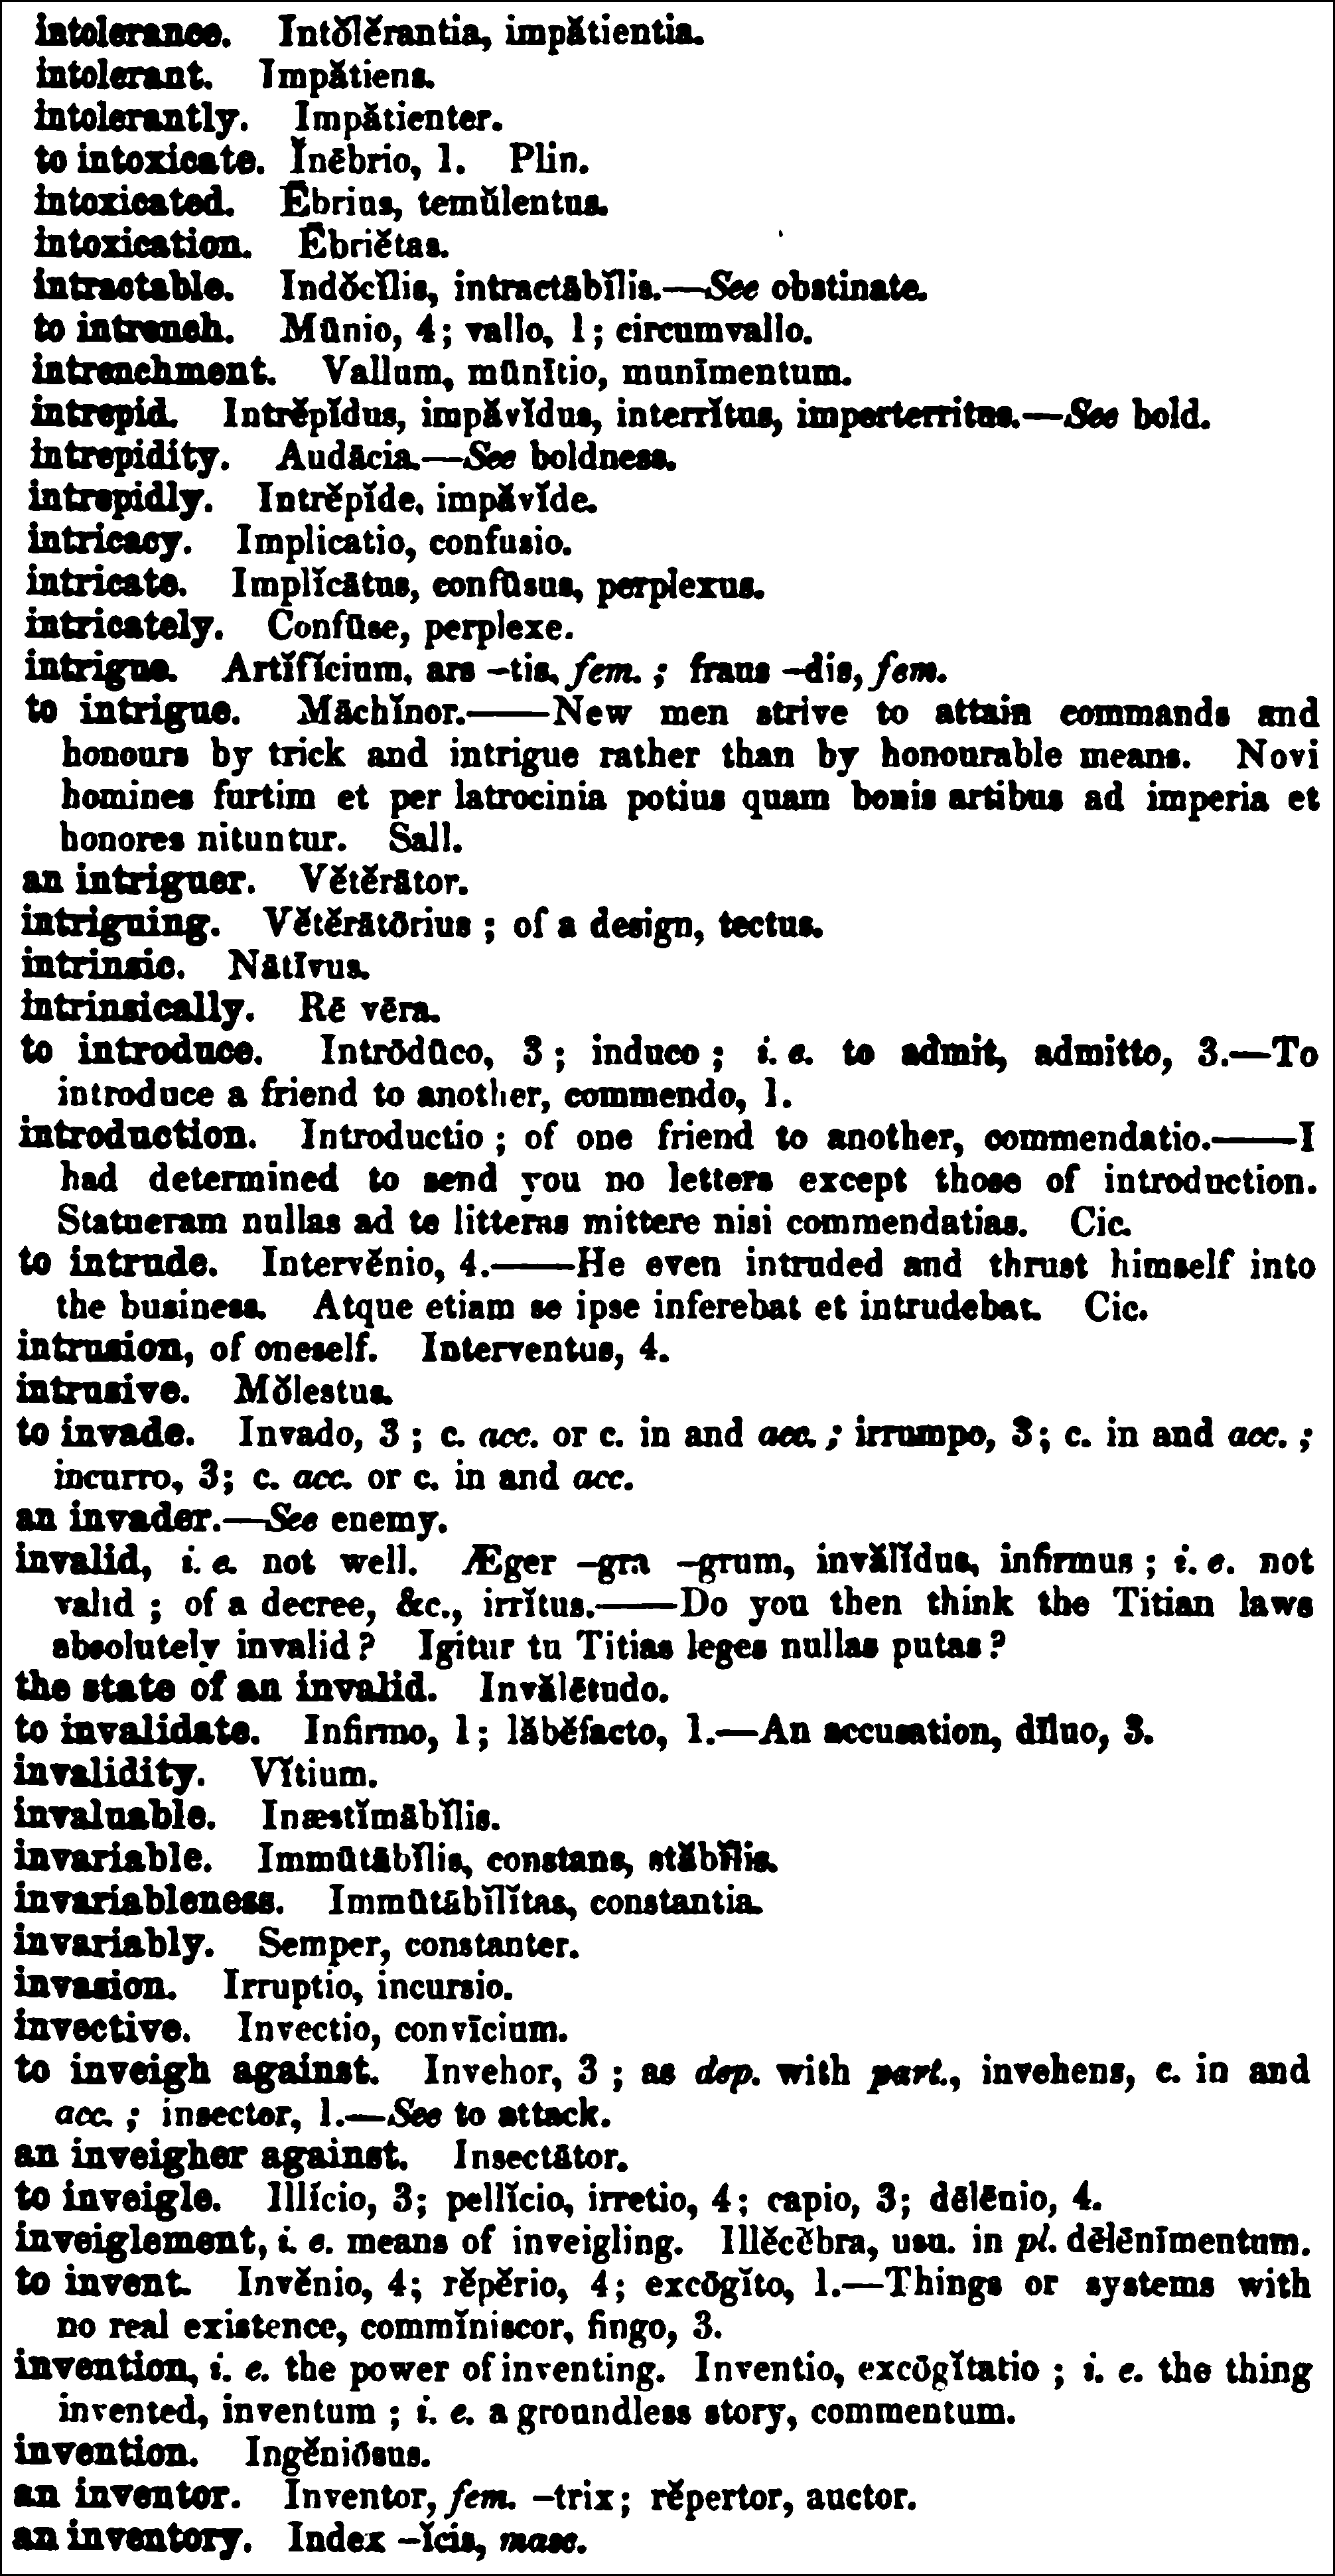 intolerance. Intŏlĕrantia, impătientia.
intolerant. Impătiens.
intolerantly. Impătienter.
to intoxicate. Ĭnēbrio, 1. Plin.
intoxicated. Ēbrius, temŭlentus.
intoxication. Ēbriĕtas.
intractable. Indŏcĭlis, intractābĭlis.—See obstinate.
to intrench. Mūnio, 4; vallo, 1; circumvallo.
intrenchment. Vallum, mūnītio, munīmentum.
intrepid. Intrĕpĭdus, impăvĭdus, interrĭtus, imperterritus.—See bold.
intrepidity. Audācia.—See boldness.
intrepidly. Intrĕpĭde, impăvĭde.
intricacy. Implicatio, confusio.
intricate. Implĭcātus, confūsus, perplexus.
intricately. Confūse, perplexe.
intrigue. Artĭfĭcium, ars –tis, fem.; fraus –dis, fem.
to intrigue. Māchĭnor.——New men strive to attain commands and
honours by trick and intrigue rather than by honourable means. Novi
homines furtim et per latrocinia potius quam bonis artibus ad imperia et
honores nituntur. Sall.
an intriguer. Vĕtĕrātor.
intriguing. Vĕtĕrātōrius; of a design, tectus.
intrinsic. Nātīvus.
intrinsically. Rē vēra.
to introduce. Intrōdūco, 3; induco; i. e. to admit, admitto, 3.—To
introduce a friend to another, commendo, 1.
introduction. Introductio; of one friend to another, commendatio.——I
had determined to send you no letters except those of introduction.
Statueram nullas ad te litteras mittere nisi commendatias. Cic.
to intrude. Intervĕnio, 4.——He even intruded and thrust himself into
the business. Atque etiam se ipse inferebat et intrudebat. Cic.
intrusion, of oneself. Interventus, 4.
intrusive. Mŏlestus.
to invade. Invado, 3; c. acc. or c. in and acc.; irrumpo, 3; c. in and acc.;
incurro, 3; c. acc. or c. in and acc.
an invader.—See enemy.
invalid, i. e. not well. Æger –gra –grum, invălĭdus, infirmus; i. e. not
valid; of a decree, &c., irrĭtus.——Do you then think the Titian laws
absolutely invalid? Igitur tu Titias leges nullas putas?
the state of an invalid. Invălētudo.
to invalidate. Infirmo, 1; lăbĕfacto, 1.—An accusation, dīluo, 3.
invalidity. Vĭtium.
invaluable. Inæstĭmābĭlis.
invariable. Immūtābĭlis, constans, stăbĭlis.
invariableness. Immūtābĭlĭtas, constantia.
invariably. Semper, constanter.
invasion. Irruptio, incursio.
invective. Invectio, convīcium.
to inveigh against. Invehor, 3; as dep. with part., invehens, c. in and
acc.; insector, 1.—See to attack.
an inveigher against. Insectātor.
to inveigle. Illĭcio, 3; pellĭcio, irretio, 4; capio, 3; dēlēnio, 4.
inveiglement, i. e. means of inveigling. Illĕcĕbra, usu. in pl. dēlēnīmentum.
to invent. Invĕnio, 4; rĕpĕrio, 4; excōgĭto, 1.—Things or systems with
no real existence, commĭniscor, fingo, 3.
invention, i. e. the power of inventing. Inventio, excōgĭtatio; i. e. the thing
invented, inventum; i. e. a groundless story, commentum.
invention. Ingĕniōsus.
an inventor. Inventor, fem. –trix; rĕpertor, auctor.
an inventory. Index –ĭcis, masc.